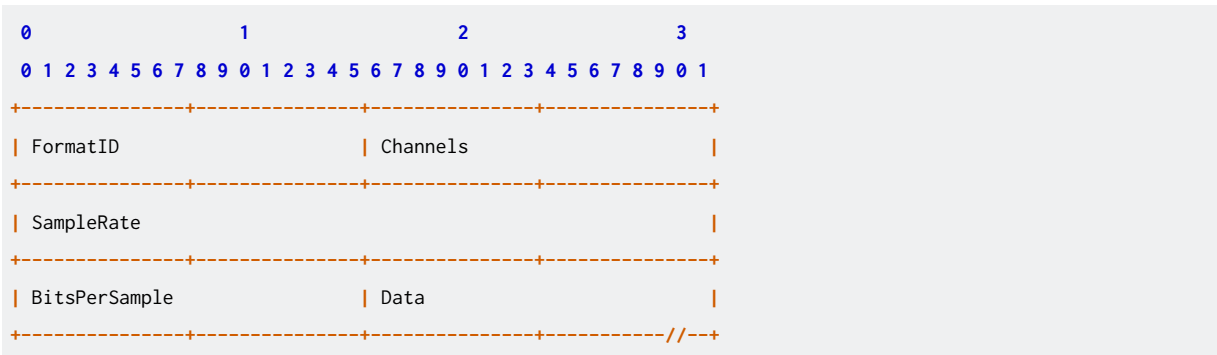 0                   1                   2                   3
0 1 2 3 4 5 6 7 8 9 0 1 2 3 4 5 6 7 8 9 0 1 2 3 4 5 6 7 8 9 0 1
+---------------+---------------+---------------+---------------+
| FormatID                      | Channels                      |
+---------------+---------------+---------------+---------------+
| SampleRate                                                    |
+---------------+---------------+---------------+---------------+
| BitsPerSample                 | Data                          |
+---------------+---------------+---------------+-----------//--+